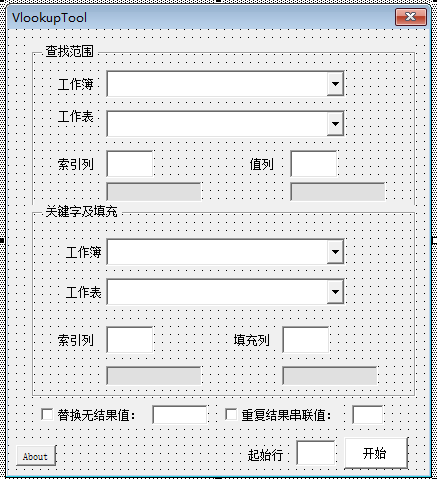 VlookupTool
查找范围
工作簿
工作表
索引列 值列
关键字及填充
工作簿
工作表
索引列 填充列
替换无结果值： 重复结果串联值：
About 起始行 开始